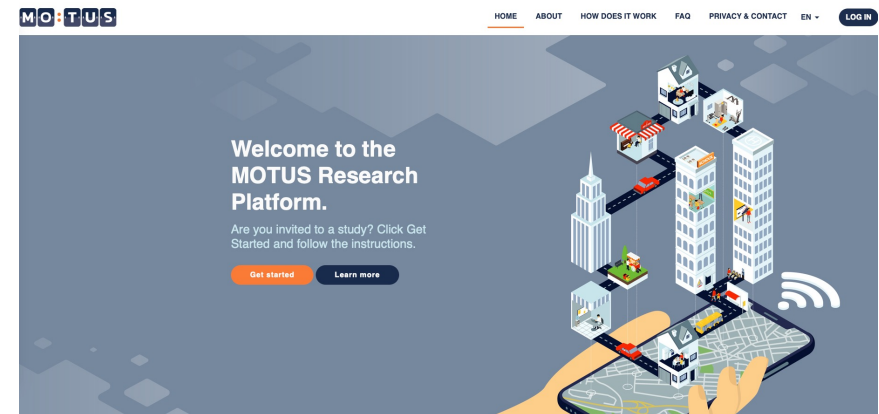 MO:TUS
HOME ABOUT HOW DOES IT WORK FAQ PRIVACY & CONTACT EN LOG IN
Welcome to the
MOTUS Research
Platform.
Are you invited to a study? Click Get
Started and follow the instructions.
Get started Learn more